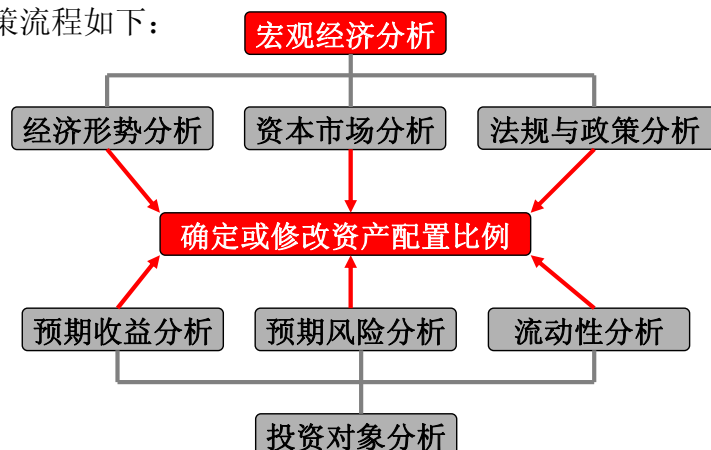 策流程如下：
宏观经济分析
经济形势分析
资本市场分析
法规与政策分析
确定或修改资产配置比例
预期收益分析
预期风险分析
流动性分析
投资对象分析